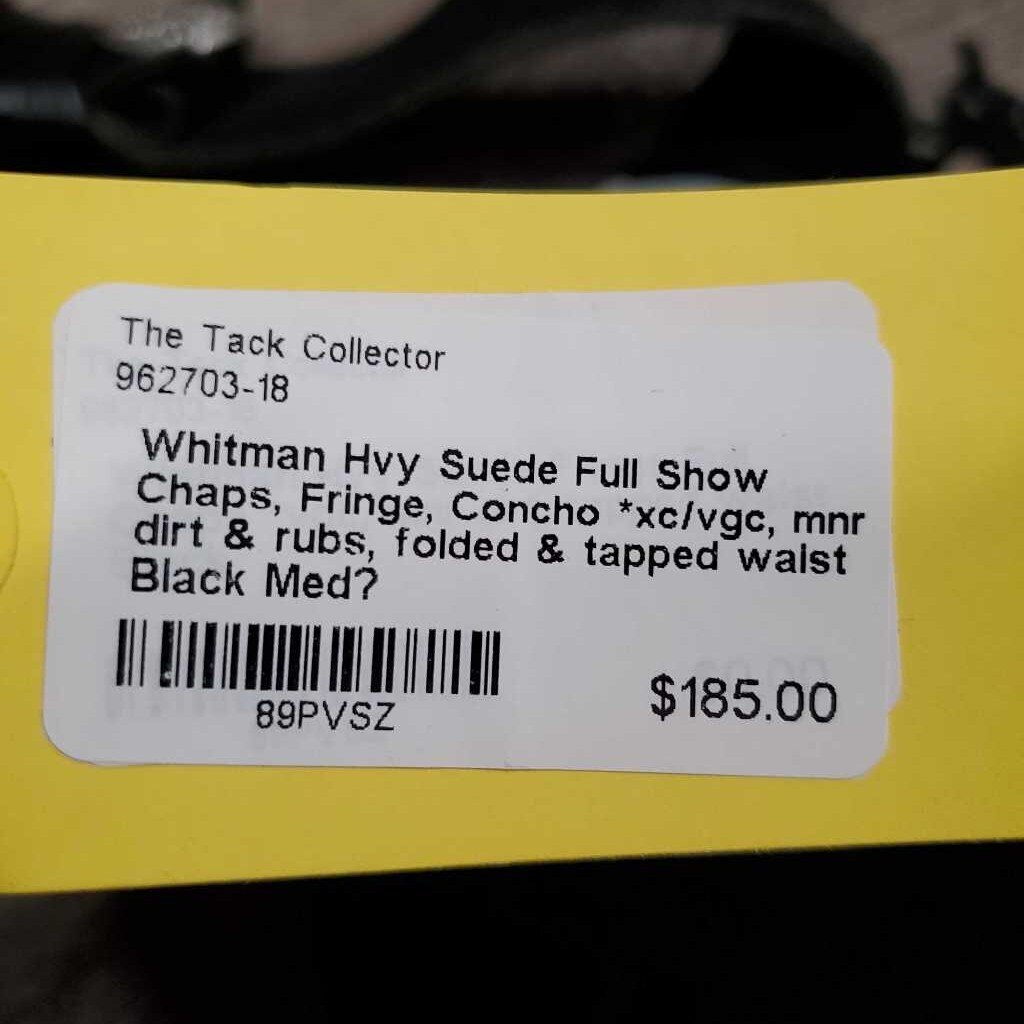 The Tack Collector
962703-18
Whitman Hvy Suede Full Show
Chaps, Fringe, Concho *xc/vgc, mnr
dirt & rubs, folded & tapped waist
Black Med?
89PVSZ
$185.00